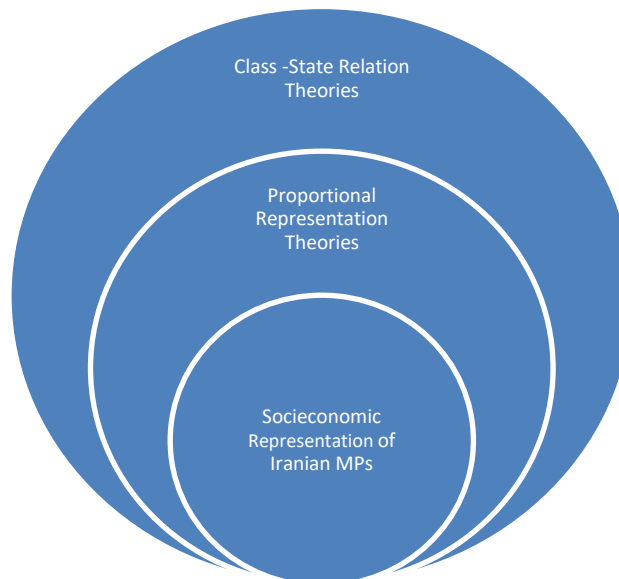 Class -State Relation
Theories
Proportional
Representation
Theories
Socieconomic
Representation of
Iranian MPs